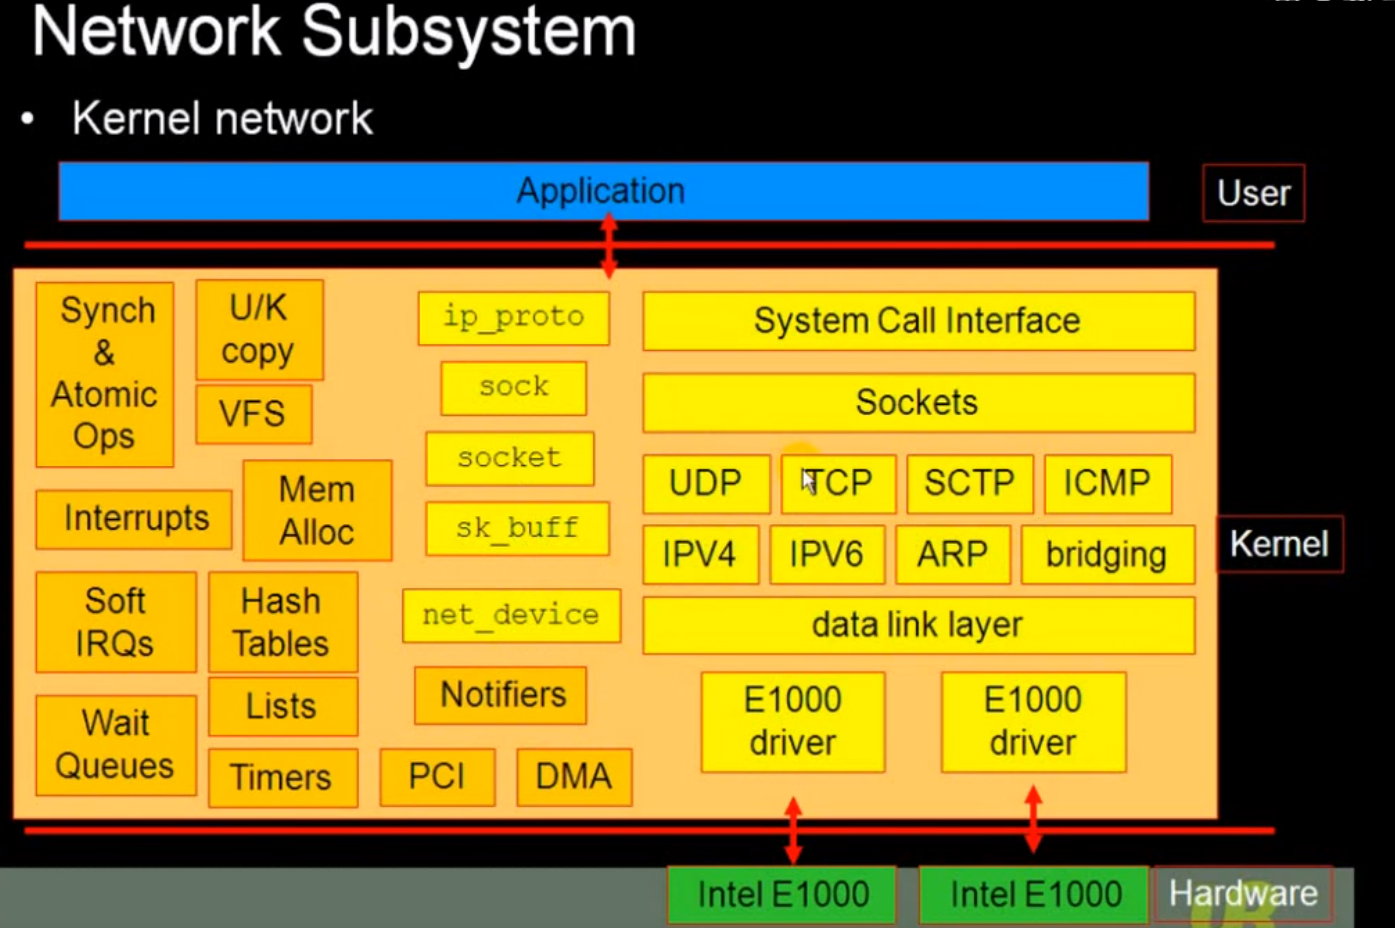 Network Subsystem
• Kernel network
Application
User
Synch
&
Atomic
Ops
U/K
copy
VFS
Interrupts
Mem
Alloc
Soft
IRQs
Hash
Tables
Lists
Wait
Queues
Timers
PCI
DMA
ip_proto
sock
socket
sk_buff
net_device
Notifiers
System Call Interface
Sockets
UDP
TCP
SCTP
ICMP
IPV4
IPV6
ARP
bridging
data link layer
E1000
driver
E1000
driver
Kernel
Intel E1000
Intel E1000
Hardware